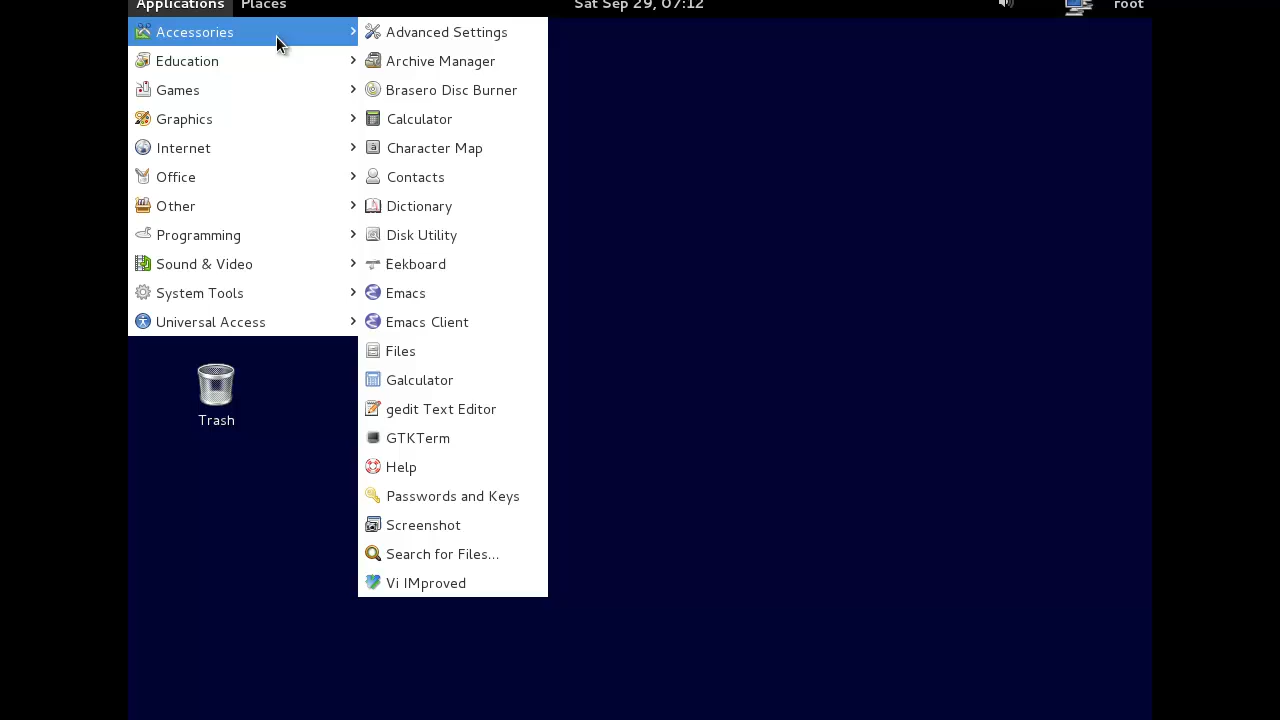 Applications Places Sat Sep 29, 07:12 root
Accessories
Education
Games
Graphics
Internet
Office
Other
Programming
Sound & Video
System Tools
Universal Access
Advanced Settings
Archive Manager
Brasero Disc Burner
Calculator
Character Map
Contacts
Dictionary
Disk Utility
Eekboard
Emacs
Emacs Client
Files
Galculator
gedit Text Editor
GTKTerm
Help
Passwords and Keys
Screenshot
Search for Files...
Vi IMproved
Trash